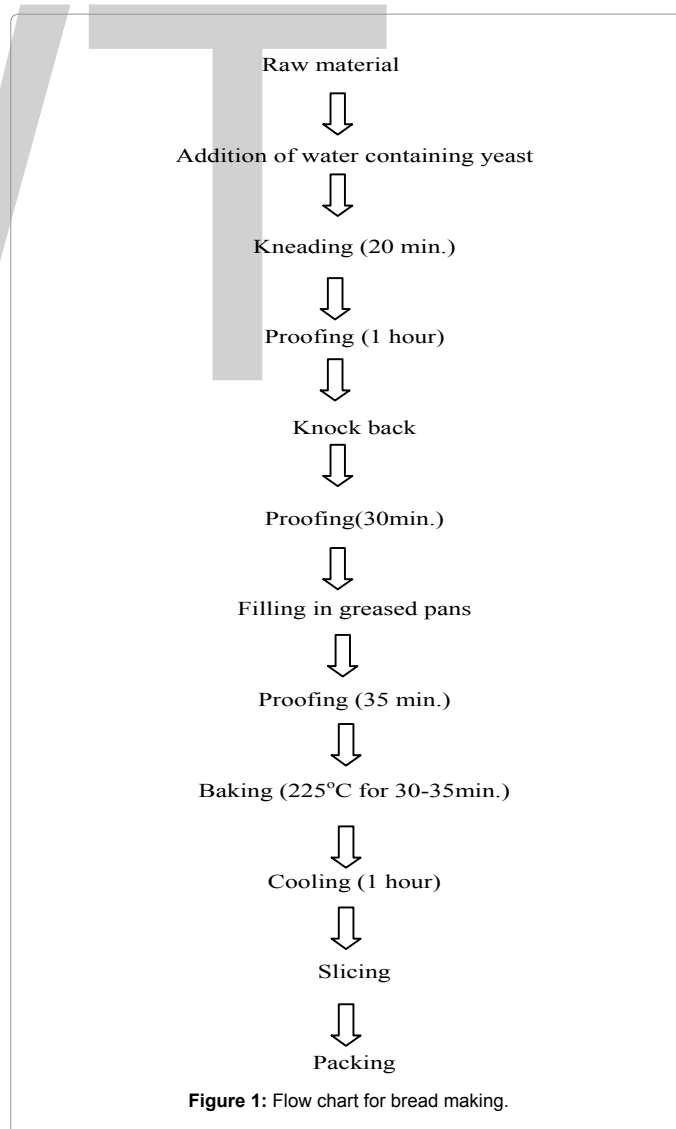 Raw material
Addition of water containing yeast
Kneading (20 min.)
Proofing (1 hour)
Knock back
Proofing(30min.)
Filling in greased pans
Proofing (35 min.)
Baking (225°C for 30-35min.)
Cooling (1 hour)
Slicing
Packing
Figure 1: Flow chart for bread making.